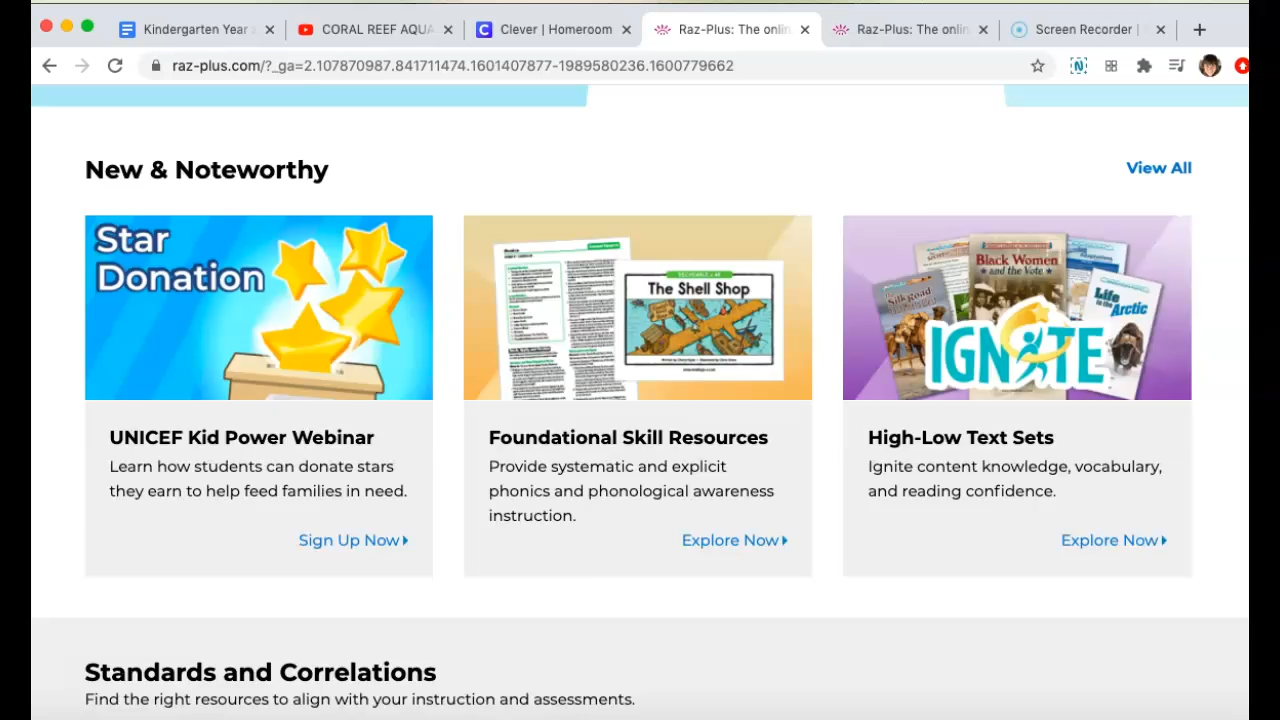 Kindergarten Year
CORAL REEF AQUA
Clever | Homeroom
Raz-Plus: The onlin
Raz-Plus: The onlin
Screen Recorder |
raz-plus.com/?_ga=2.107870987.841711474.1601407877-1989580236.1600779662
New & Noteworthy
View All
Star
Donation
The Shell Shop
Black Women
and the Vote
Silk Road
Life in the
Arctic
IGNITE
UNICEF Kid Power Webinar
Learn how students can donate stars
they earn to help feed families in need.
Sign Up Now
Foundational Skill Resources
Provide systematic and explicit
phonics and phonological awareness
instruction.
Explore Now
High-Low Text Sets
Ignite content knowledge, vocabulary,
and reading confidence.
Explore Now
Standards and Correlations
Find the right resources to align with your instruction and assessments.